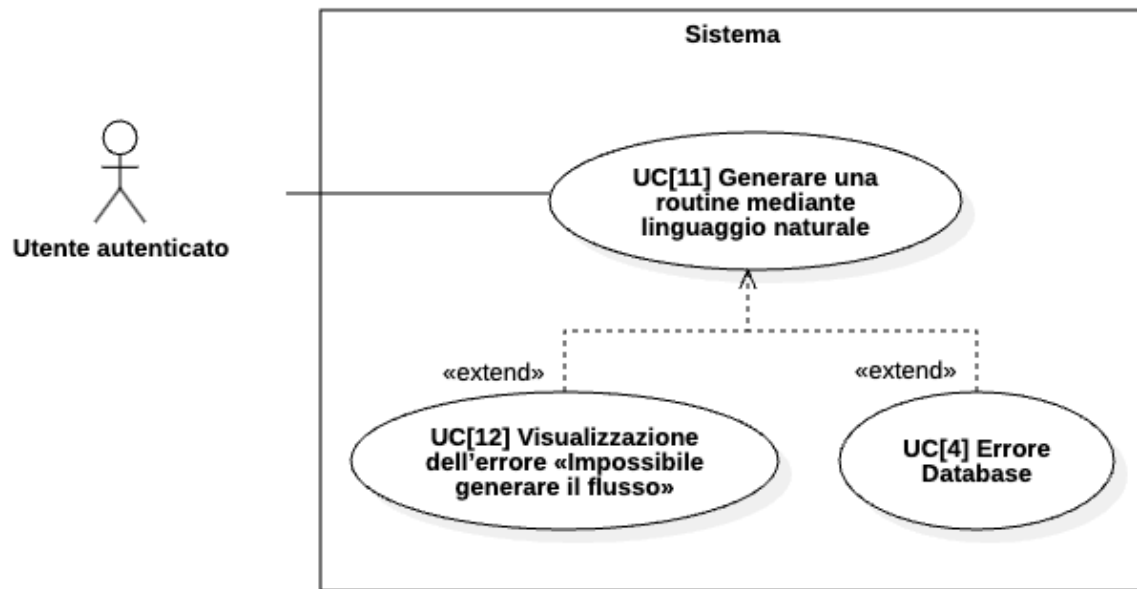 Sistema
UC[11] Generare una
routine mediante
linguaggio naturale
Utente autenticato
«extend»
«extend»
UC[12] Visualizzazione
dell’errore «Impossibile
generare il flusso»
UC[4] Errore
Database